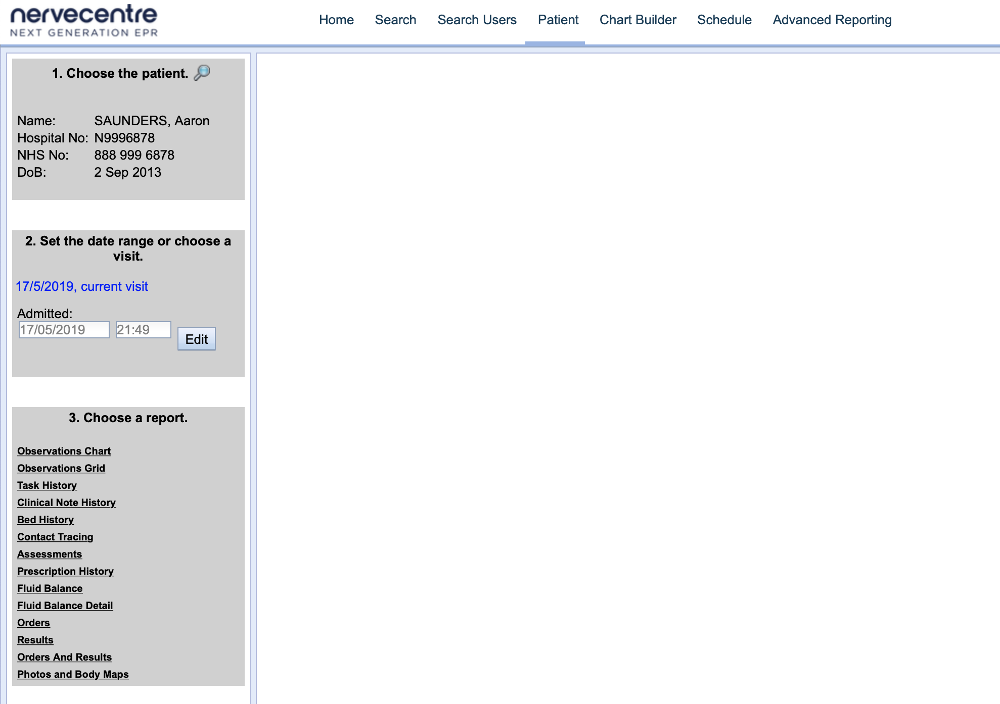 nervecentre
NEXT GENERATION EPR
Home Search Search Users Patient Chart Builder Schedule Advanced Reporting
1. Choose the patient.
Name: SAUNDERS, Aaron
Hospital No: N9996878
NHS No: 888 999 6878
DoB: 2 Sep 2013
2. Set the date range or choose a
visit.
17/5/2019, current visit
Admitted:
17/05/2019 21:49 Edit
3. Choose a report.
Observations Chart
Observations Grid
Task History
Clinical Note History
Bed History
Contact Tracing
Assessments
Prescription History
Fluid Balance
Fluid Balance Detail
Orders
Results
Orders And Results
Photos and Body Maps